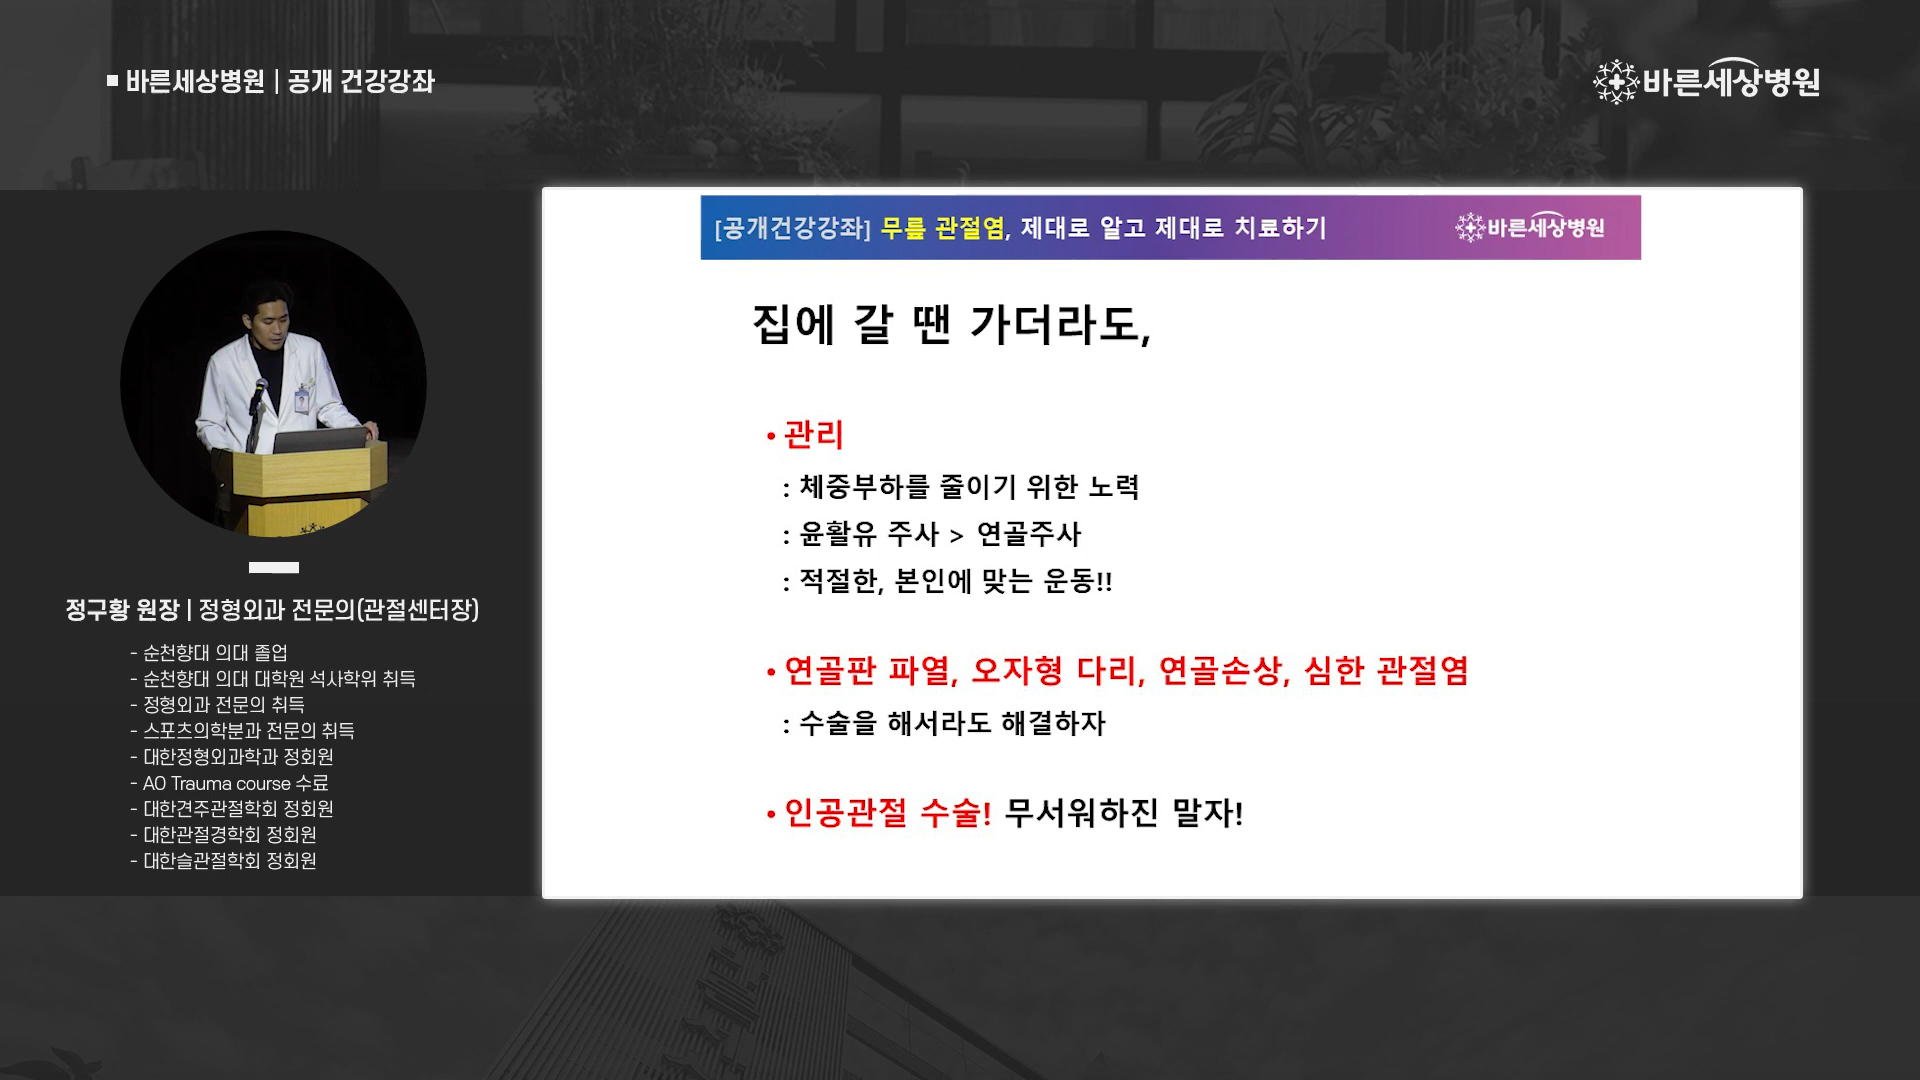 바른세상병원 | 공개 건강강좌
바른세상병원
[공개건강강좌] 무릎 관절염, 제대로 알고 제대로 치료하기
바른세상병원
집에 갈 땐 가더라도,
• 관리
: 체중부하를 줄이기 위한 노력
: 윤활유 주사 > 연골주사
: 적절한, 본인에 맞는 운동!!
• 연골판 파열, 오자형 다리, 연골손상, 심한 관절염
: 수술을 해서라도 해결하자
• 인공관절 수술! 무서워하진 말자!
정구황 원장 | 정형외과 전문의(관절센터장)
- 순천향대 의대 졸업
- 순천향대 의대 대학원 석사학위 취득
- 정형외과 전문의 취득
- 스포츠의학분과 전문의 취득
- 대한정형외과학과 정회원
- AO Trauma course 수료
- 대한견주관절학회 정회원
- 대한관절경학회 정회원
- 대한슬관절학회 정회원